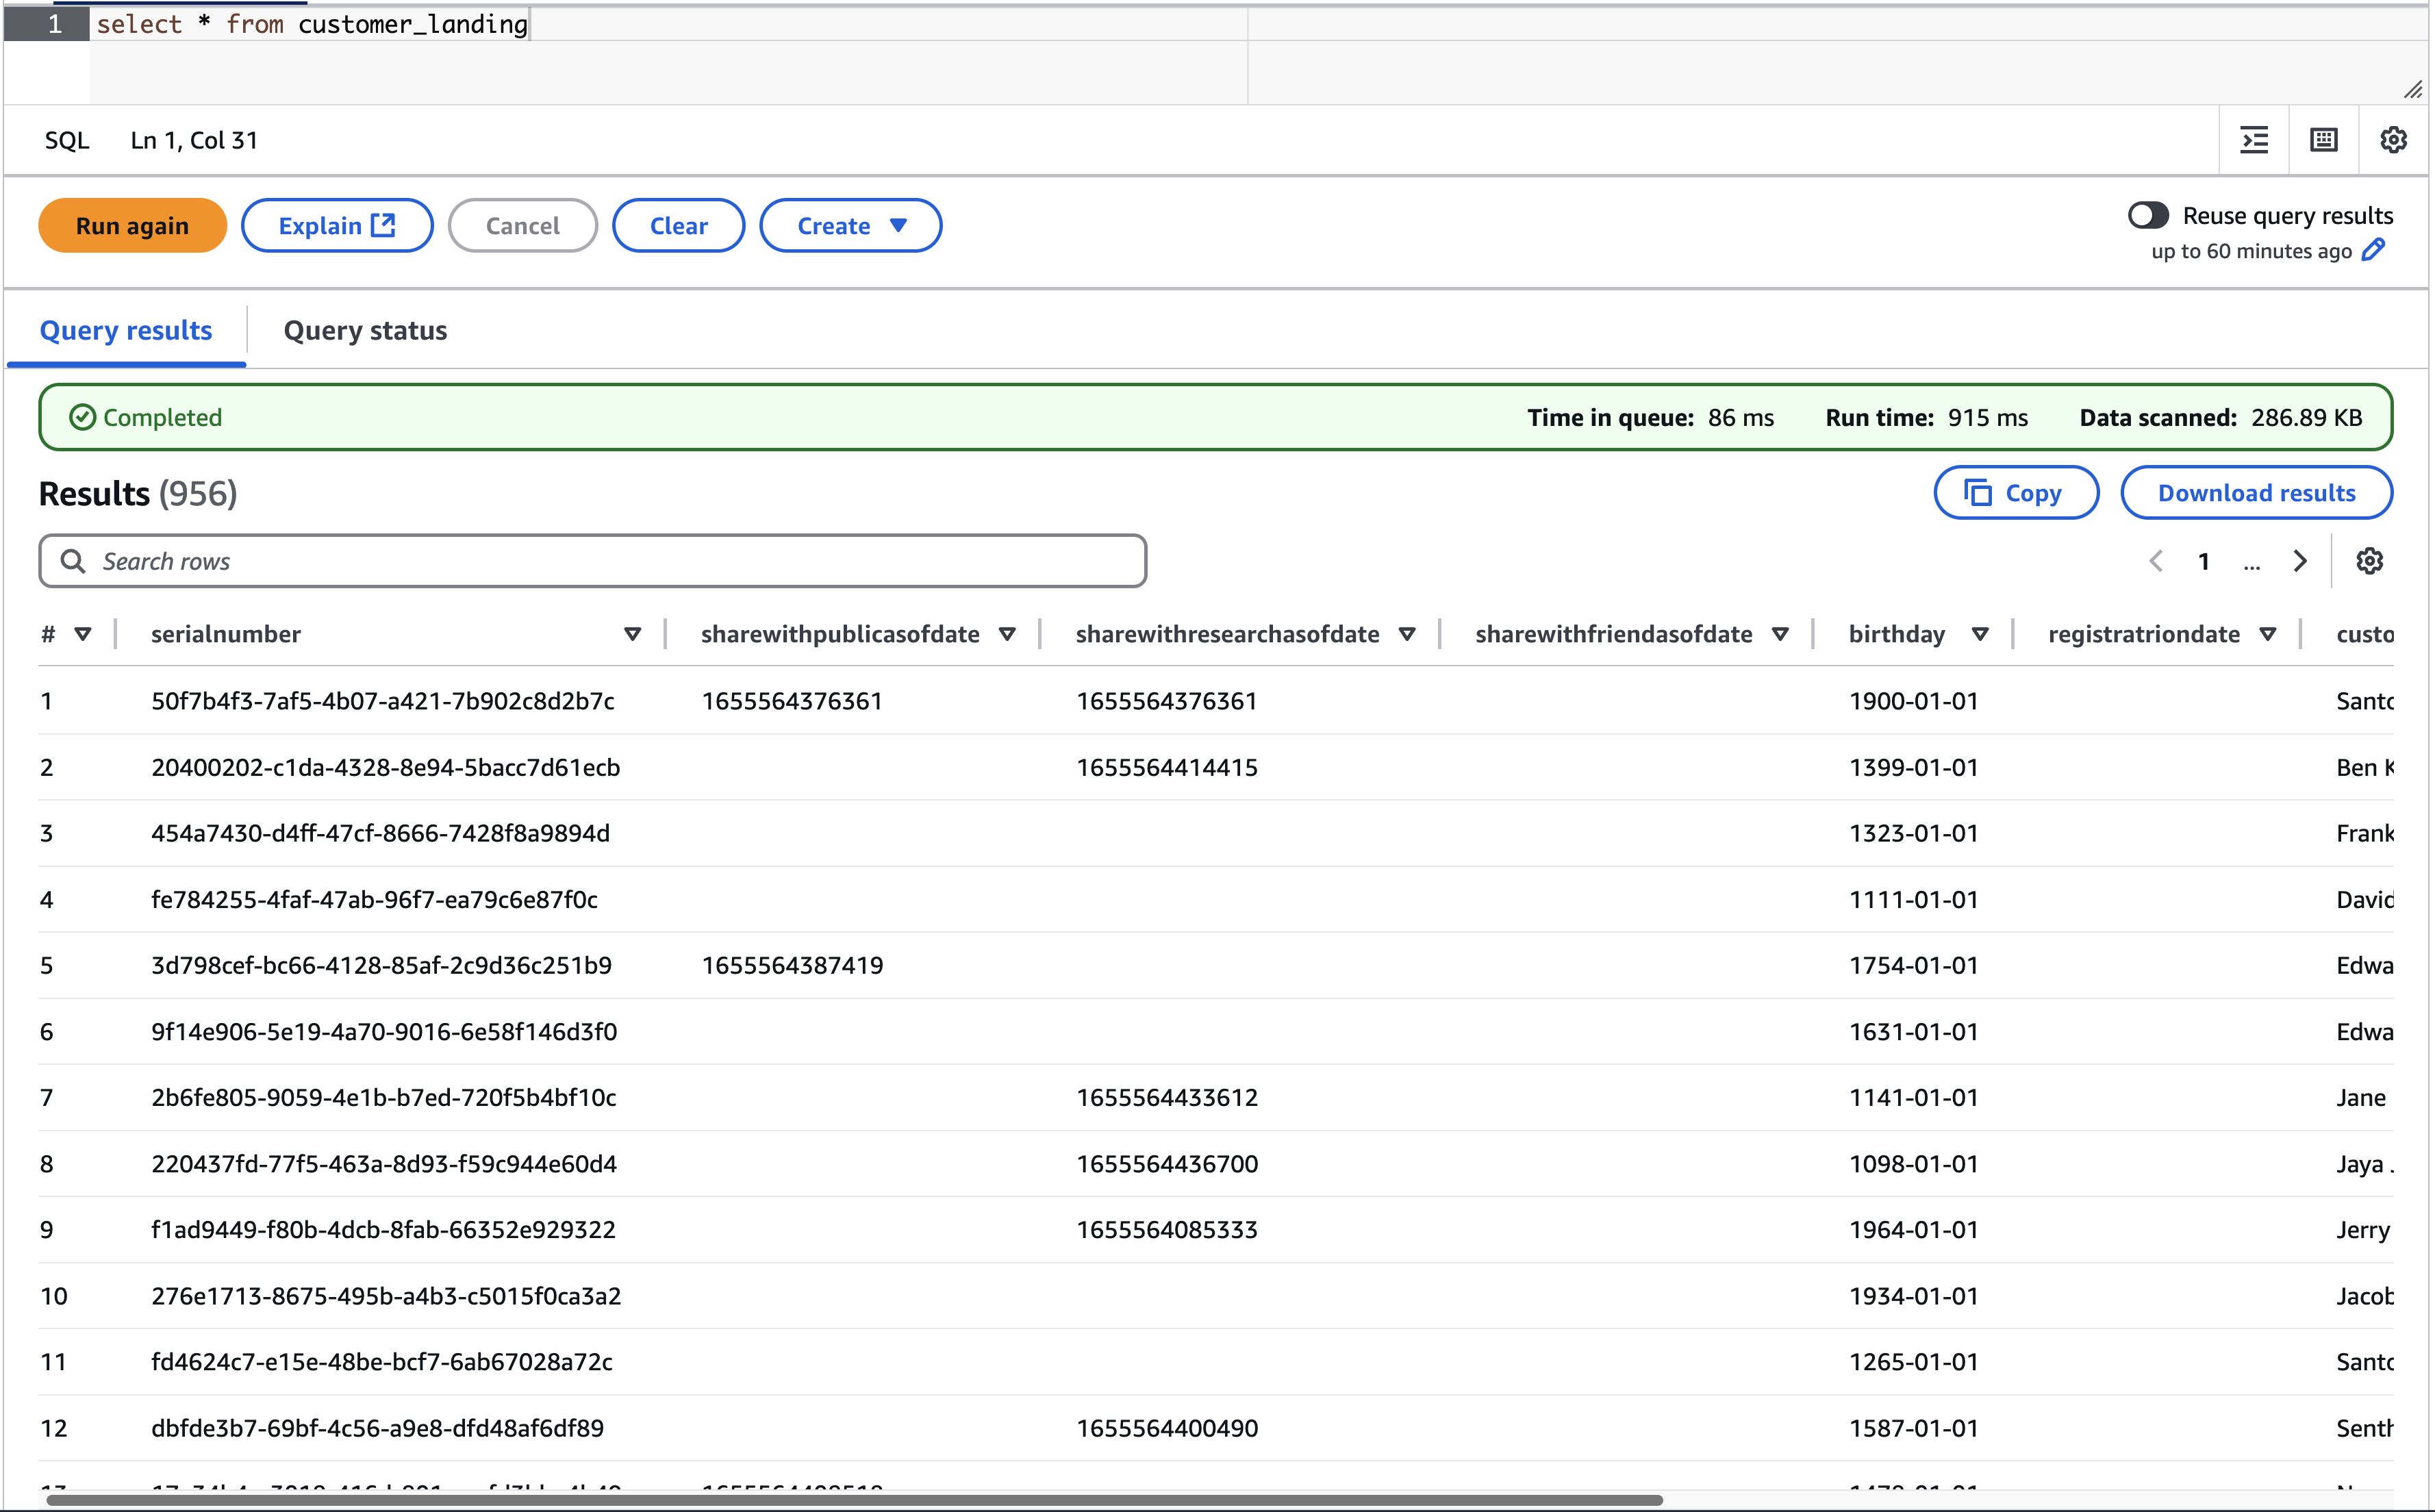 1 select * from customer_landing
SQL Ln 1, Col 31
Run again Explain Cancel Clear Create Reuse query results
up to 60 minutes ago
Query results Query status
Completed Time in queue: 86 ms Run time: 915 ms Data scanned: 286.89 KB
Results (956) Copy Download results
Search rows 1 ...
# serialnumber sharewithpublicasofdate sharewithresearchasofdate sharewithfriendasofdate birthday registratriondate custo
1 50f7b4f3-7af5-4b07-a421-7b902c8d2b7c 1655564376361 1655564376361 1900-01-01 Santo
2 20400202-c1da-4328-8e94-5bacc7d61ecb 1655564414415 1399-01-01 Ben K
3 454a7430-d4ff-47cf-8666-7428f8a9894d 1323-01-01 Frank
4 fe784255-4faf-47ab-96f7-ea79c6e87f0c 1111-01-01 David
5 3d798cef-bc66-4128-85af-2c9d36c251b9 1655564387419 1754-01-01 Edwa
6 9f14e906-5e19-4a70-9016-6e58f146d3f0 1631-01-01 Edwa
7 2b6fe805-9059-4e1b-b7ed-720f5b4bf10c 1655564433612 1141-01-01 Jane
8 220437fd-77f5-463a-8d93-f59c944e60d4 1655564436700 1098-01-01 Jaya
9 f1ad9449-f80b-4dcb-8fab-66352e929322 1655564085333 1964-01-01 Jerry
10 276e1713-8675-495b-a4b3-c5015f0ca3a2 1934-01-01 Jacob
11 fd4624c7-e15e-48be-bcf7-6ab67028a72c 1265-01-01 Santo
12 dbfde3b7-69bf-4c56-a9e8-dfd48af6df89 1655564400490 1587-01-01 Senth